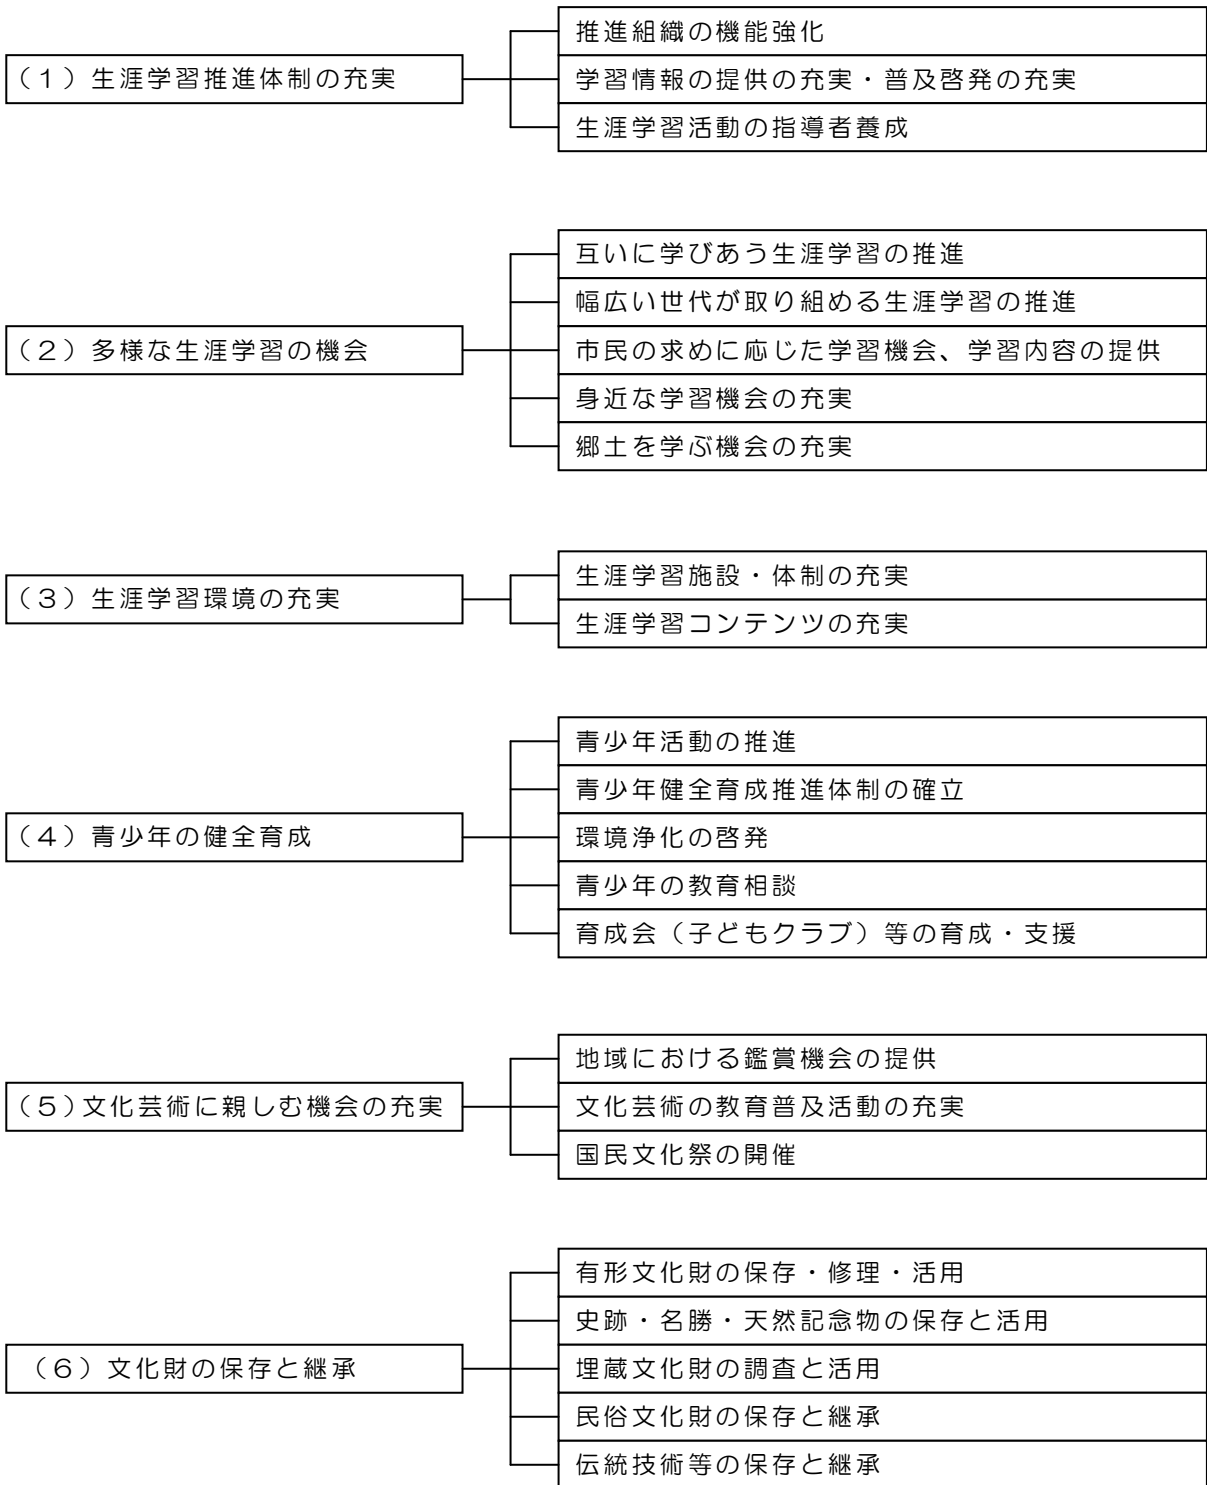 （１）生涯学習推進体制の充実
推進組織の機能強化
学習情報の提供の充実・普及啓発の充実
生涯学習活動の指導者養成
（２）多様な生涯学習の機会
互いに学びあう生涯学習の推進
幅広い世代が取り組める生涯学習の推進
市民の求めに応じた学習機会、学習内容の提供
身近な学習機会の充実
郷土を学ぶ機会の充実
（３）生涯学習環境の充実
生涯学習施設・体制の充実
生涯学習コンテンツの充実
（４）青少年の健全育成
青少年活動の推進
青少年健全育成推進体制の確立
環境浄化の啓発
青少年の教育相談
育成会（子どもクラブ）等の育成・支援
（５）文化芸術に親しむ機会の充実
地域における鑑賞機会の提供
文化芸術の教育普及活動の充実
国民文化祭の開催
（６）文化財の保存と継承
有形文化財の保存・修理・活用
史跡・名勝・天然記念物の保存と活用
埋蔵文化財の調査と活用
民俗文化財の保存と継承
伝統技術等の保存と継承